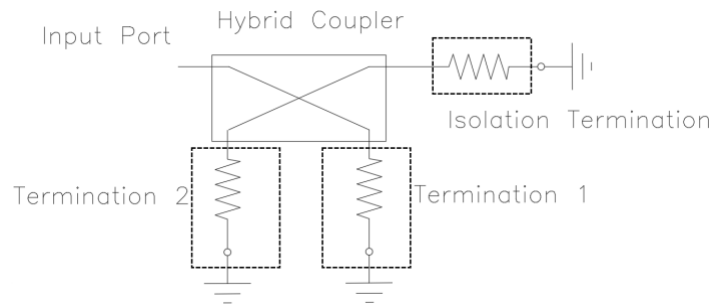 Hybrid Coupler
Input Port
Isolation Termination
Termination 2
Termination 1